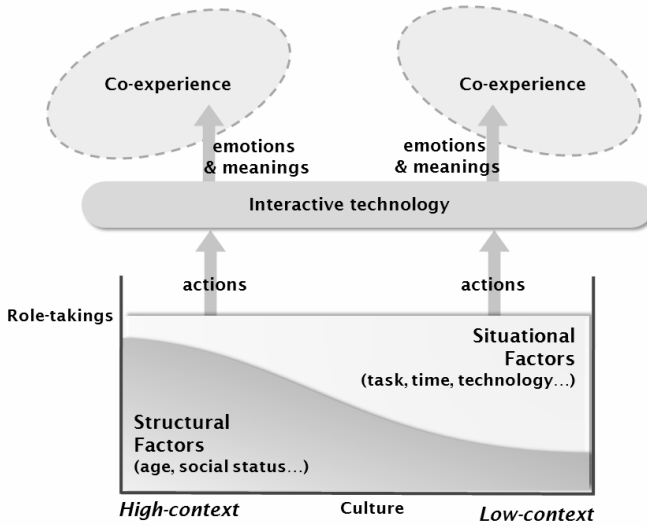 Co-experience
Co-experience
emotions
& meanings
emotions
& meanings
Interactive technology
actions
actions
Role-takings
Situational
Factors
(task, time, technology...)
Structural
Factors
(age, social status...)
High-context
Culture
Low-context